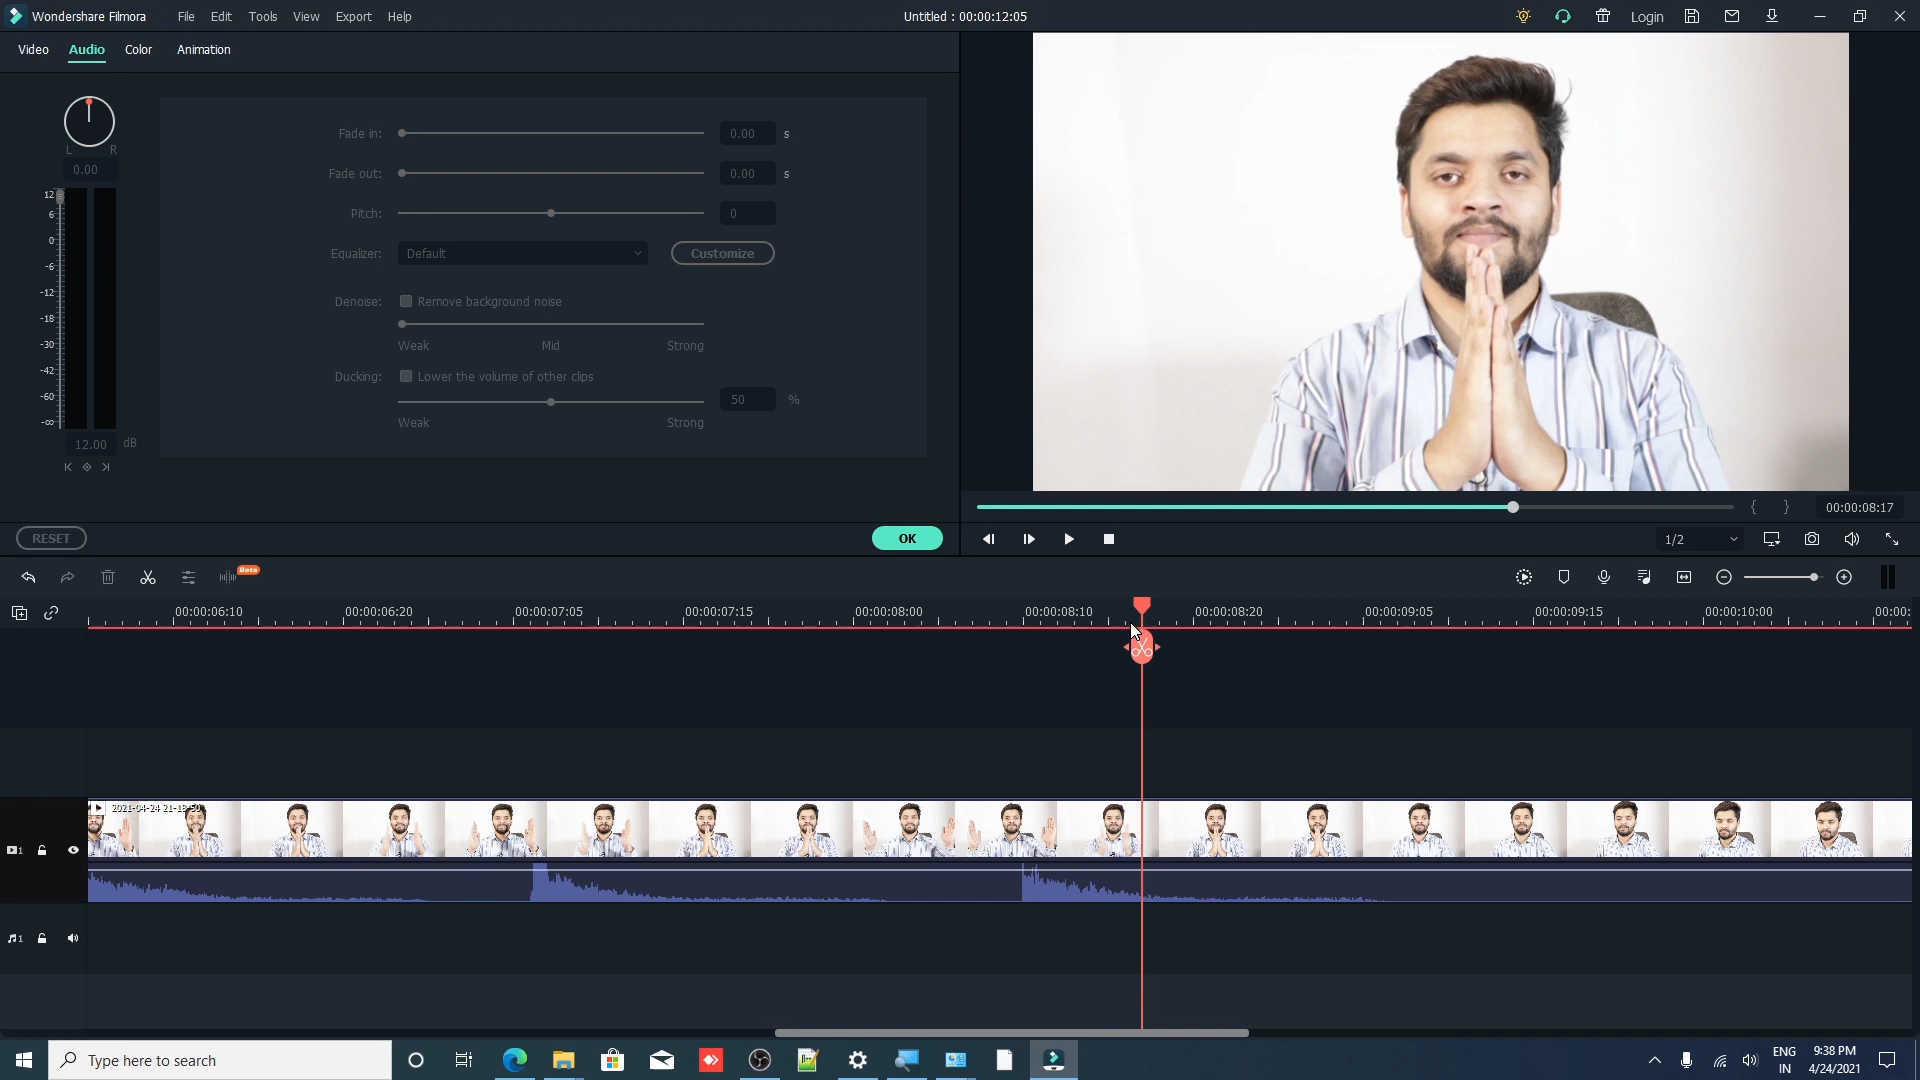 Wondershare Filmora File Edit Tools View Export Help Untitled : 00:00:12:05 Login
Video Audio Color Animation
L R
0.00
12
6
0
-6
-12
-18
-30
-42
-60
-∞
12.00 dB
Fade in: 0.00 s
Fade out: 0.00 s
Pitch: 0
Equalizer: Default Customize
Denoise: Remove background noise
Weak Mid Strong
Ducking: Lower the volume of other clips
50 %
Weak Strong
RESET OK
{ } 00:00:08:17
1/2
Beta
00:00:06:10 00:00:06:20 00:00:07:05 00:00:07:15 00:00:08:00 00:00:08:10 00:00:08:20 00:00:09:05 00:00:09:15 00:00:10:00 00:00:
2021-04-24 21-18-50
1
1
Type here to search
ENG
IN
9:38 PM
4/24/2021